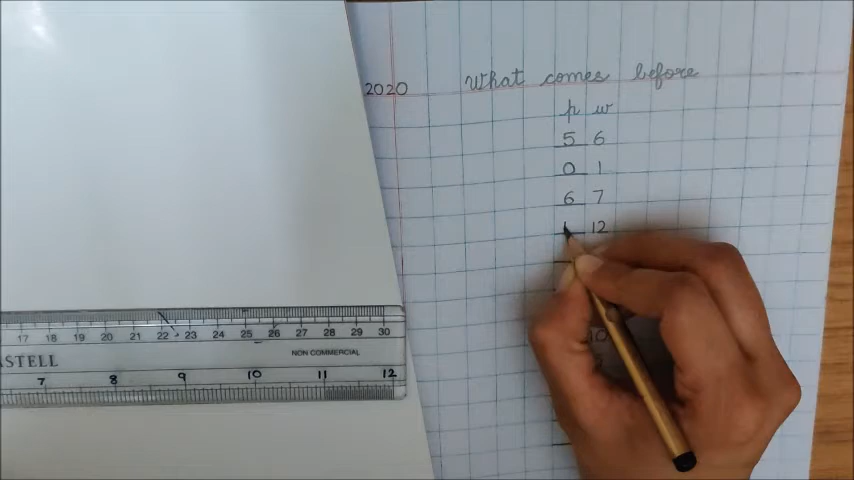 2020 What comes before
p w
5 6
0 1
6 7
1 12
10
17 18 19 20 21 22 23 24 25 26 27 28 29 30
NON COMMERCIAL
7 8 9 10 11 12